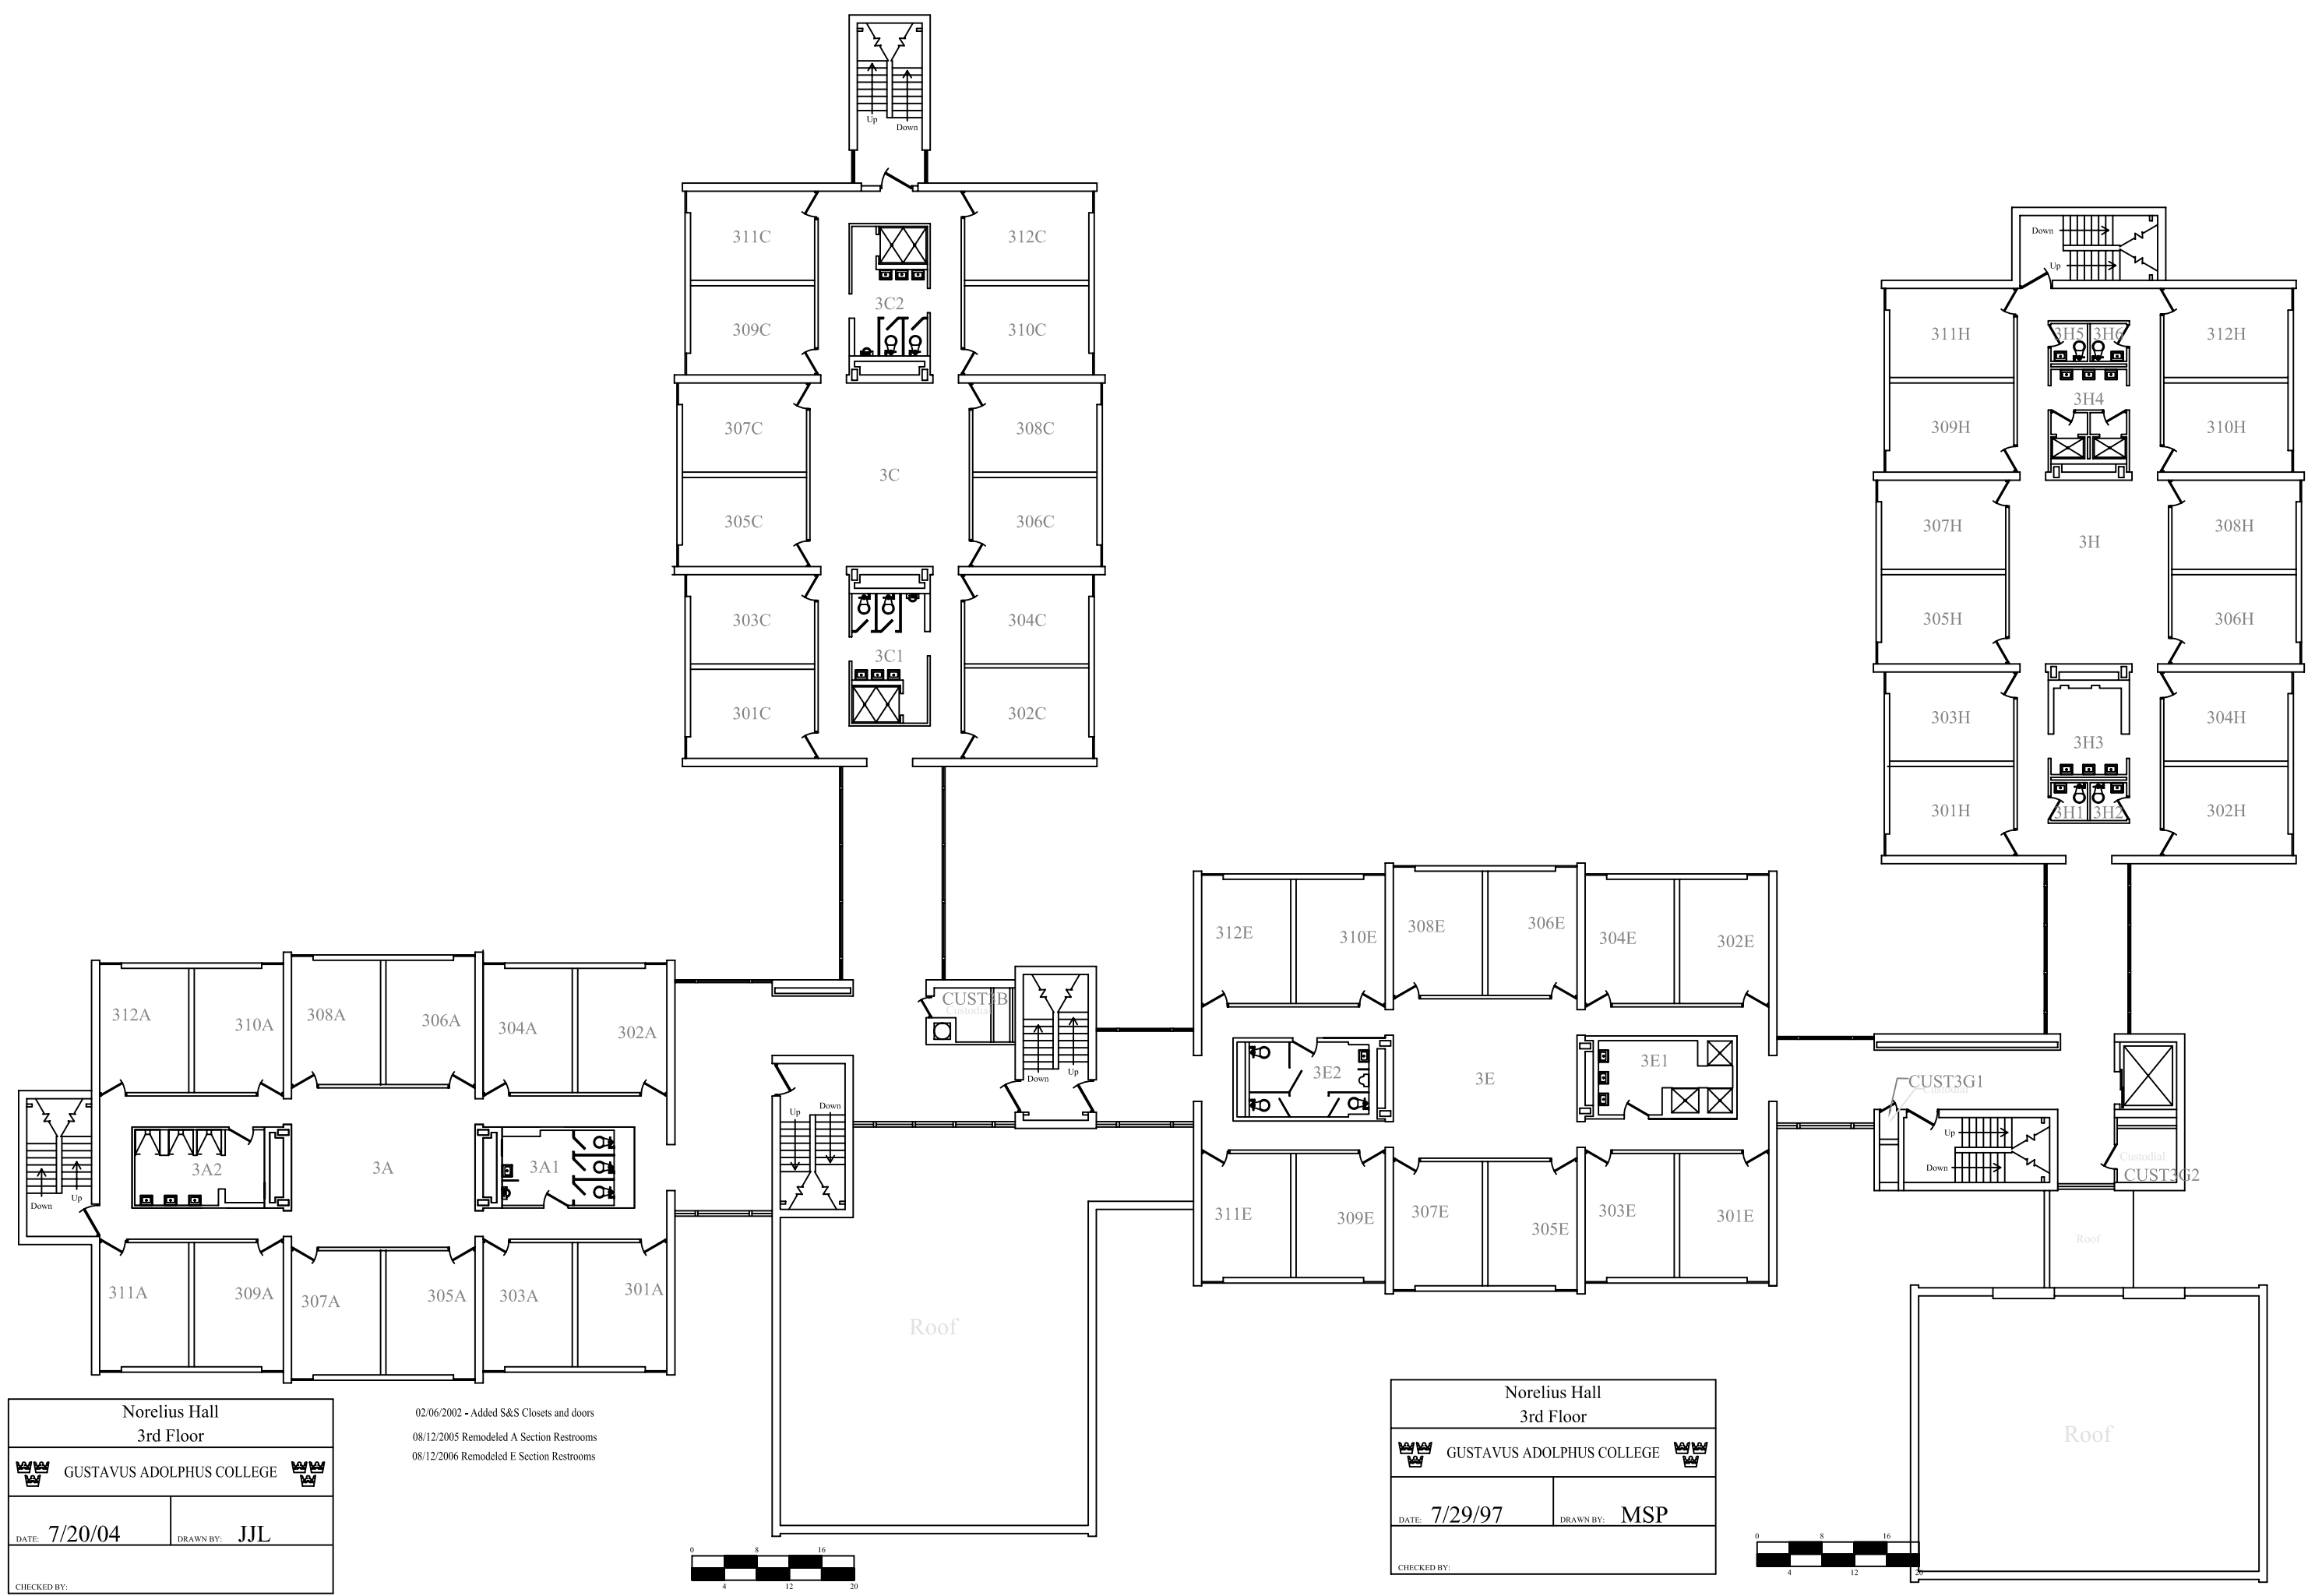 Up
Down
311C
312C
3C2
309C
310C
307C
308C
3C
305C
306C
303C
304C
3C1
301C
302C
Down
Up
311H
3H5
3H6
312H
3H4
309H
310H
307H
308H
3H
305H
306H
303H
304H
3H3
301H
3H1
3H2
302H
312A
310A
308A
306A
304A
302A
3A2
3A
3A1
Down
Up
311A
309A
307A
305A
303A
301A
CUST3B
Custodial
Down
Up
Up
Down
312E
310E
308E
306E
304E
302E
3E2
3E
3E1
311E
309E
307E
305E
303E
301E
CUST3G1
Custodial
Up
Down
Custodial
CUST3G2
Roof
Roof
Roof
Norelius Hall
3rd Floor
GUSTAVUS ADOLPHUS COLLEGE
DATE: 7/20/04
DRAWN BY: JJL
CHECKED BY:
02/06/2002 - Added S&S Closets and doors
08/12/2005 Remodeled A Section Restrooms
08/12/2006 Remodeled E Section Restrooms
0 8 16
4 12 20
Norelius Hall
3rd Floor
GUSTAVUS ADOLPHUS COLLEGE
DATE: 7/29/97
DRAWN BY: MSP
CHECKED BY:
0 8 16
4 12 20